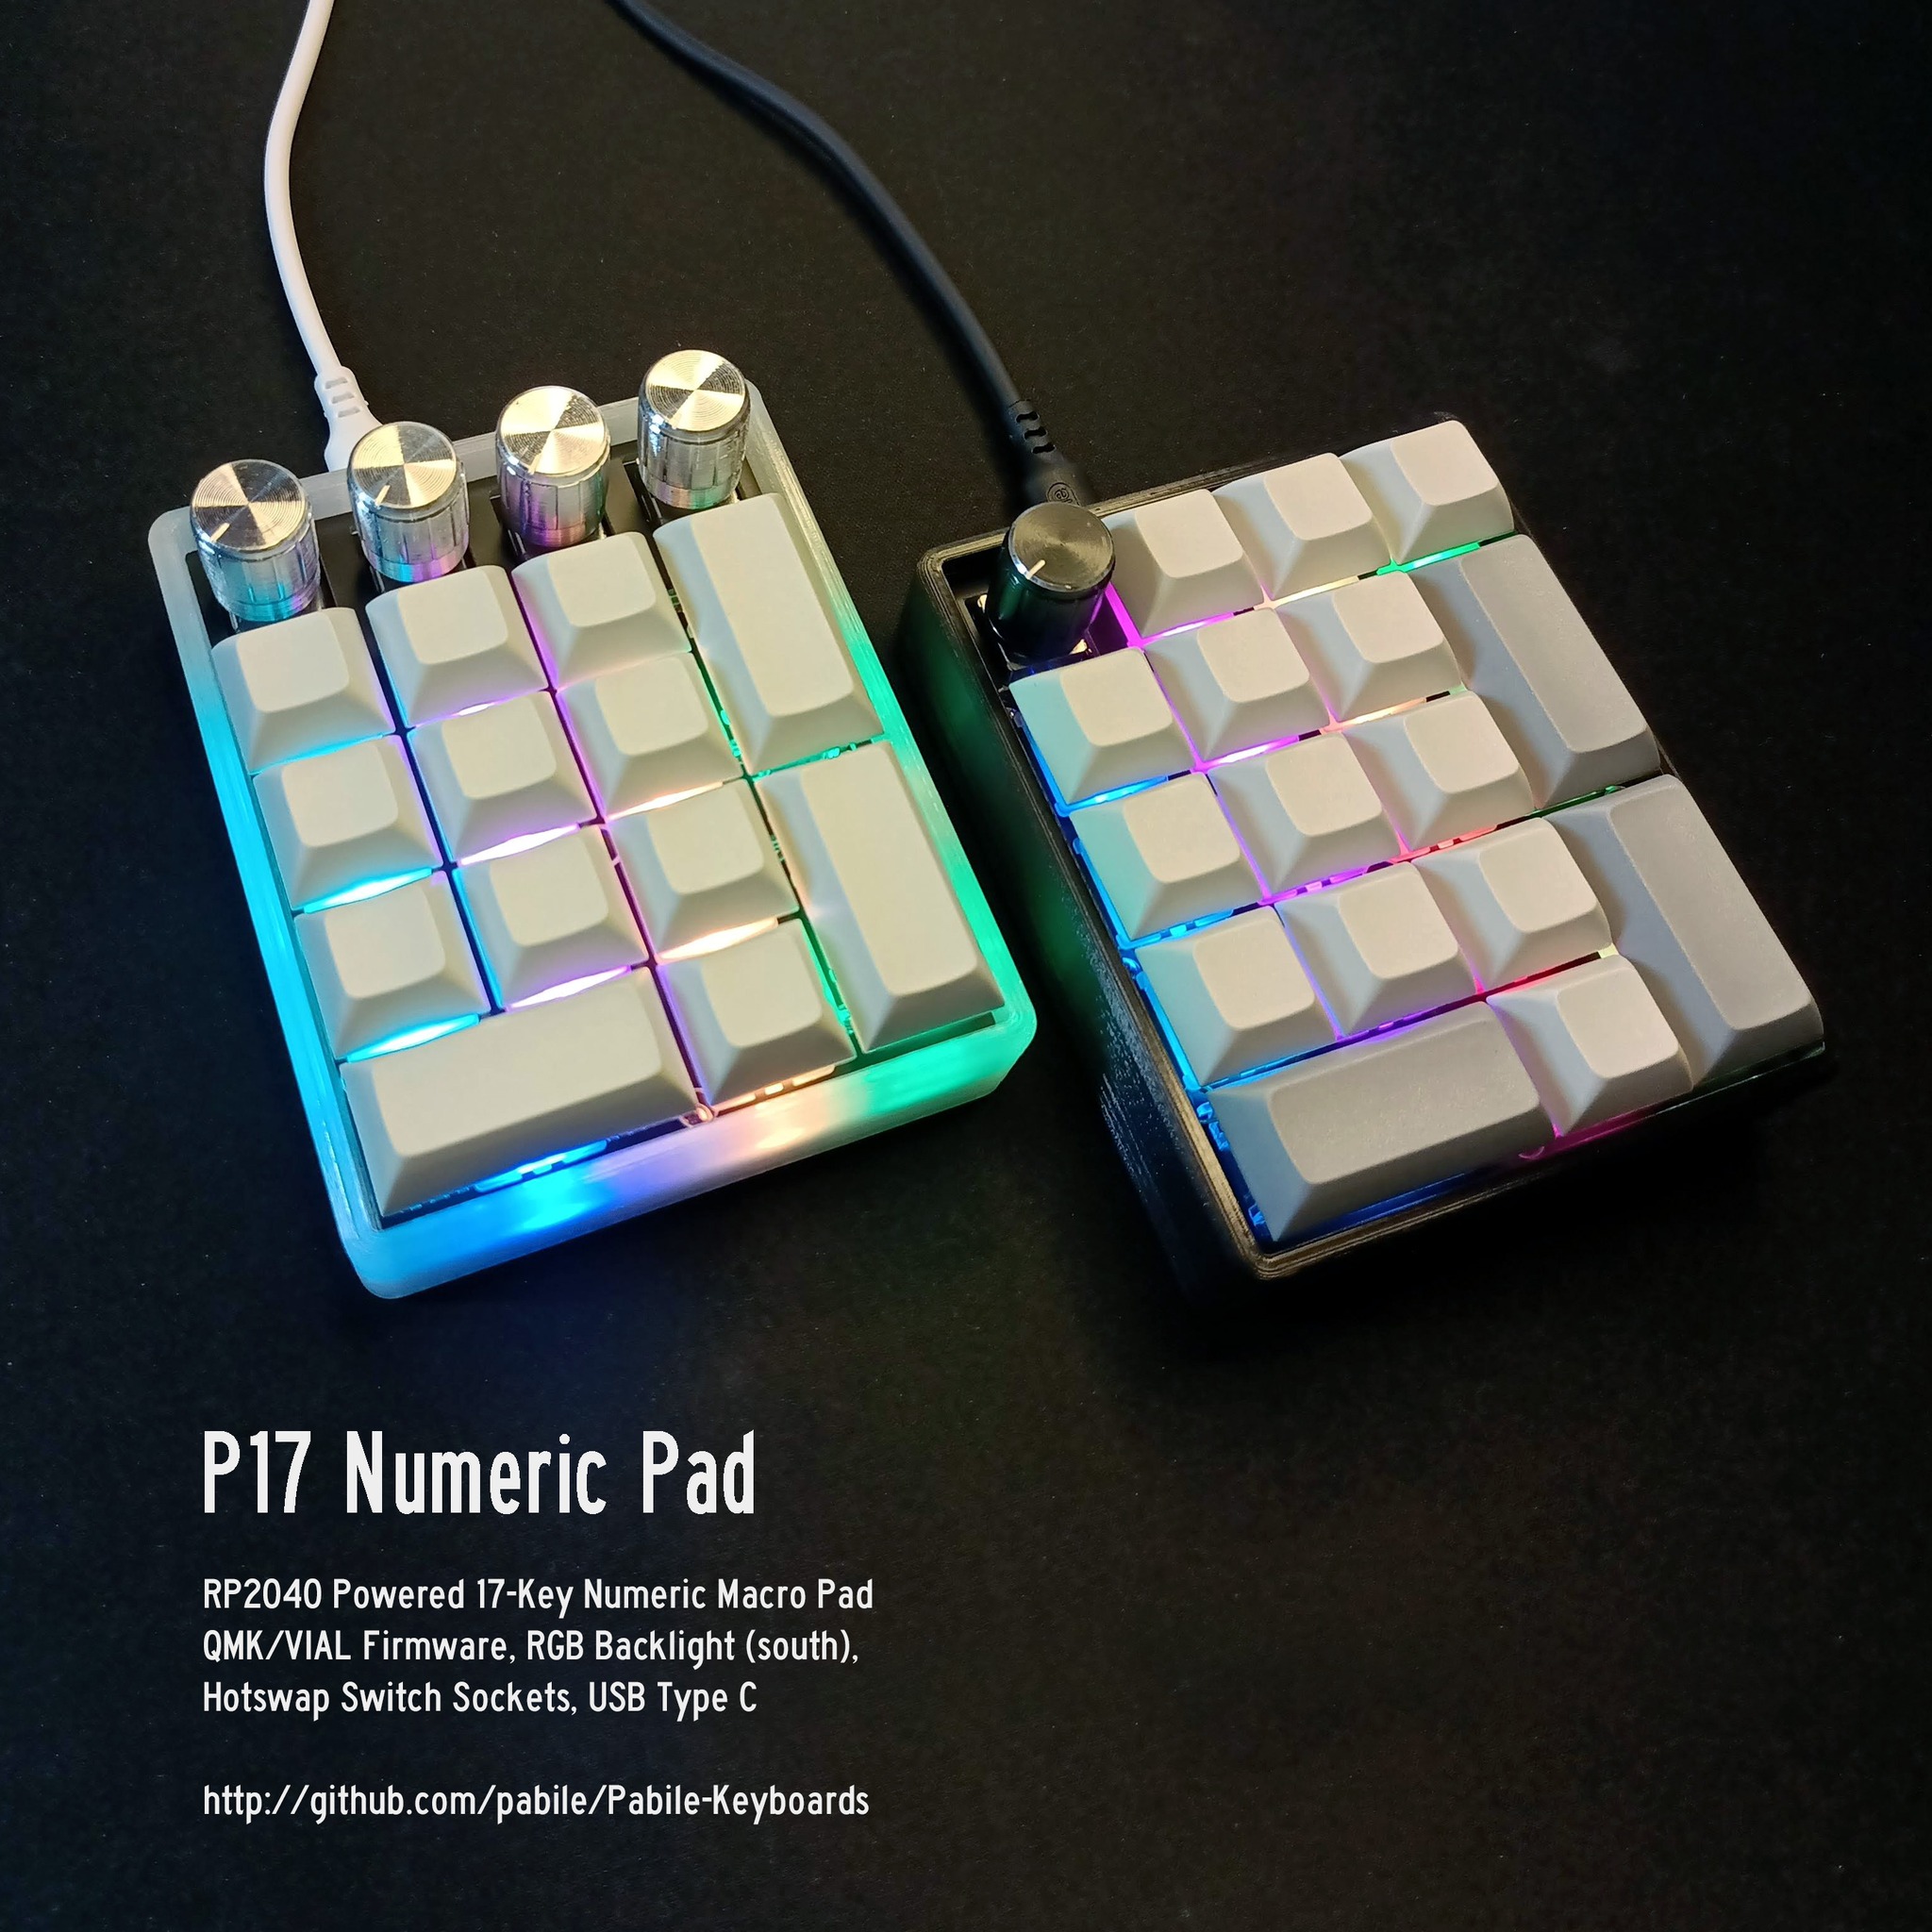 P17 Numeric Pad
RP2040 Powered 17-Key Numeric Macro Pad
QMK/VIAL Firmware, RGB Backlight (south),
Hotswap Switch Sockets, USB Type C
http://github.com/pabile/Pabile-Keyboards